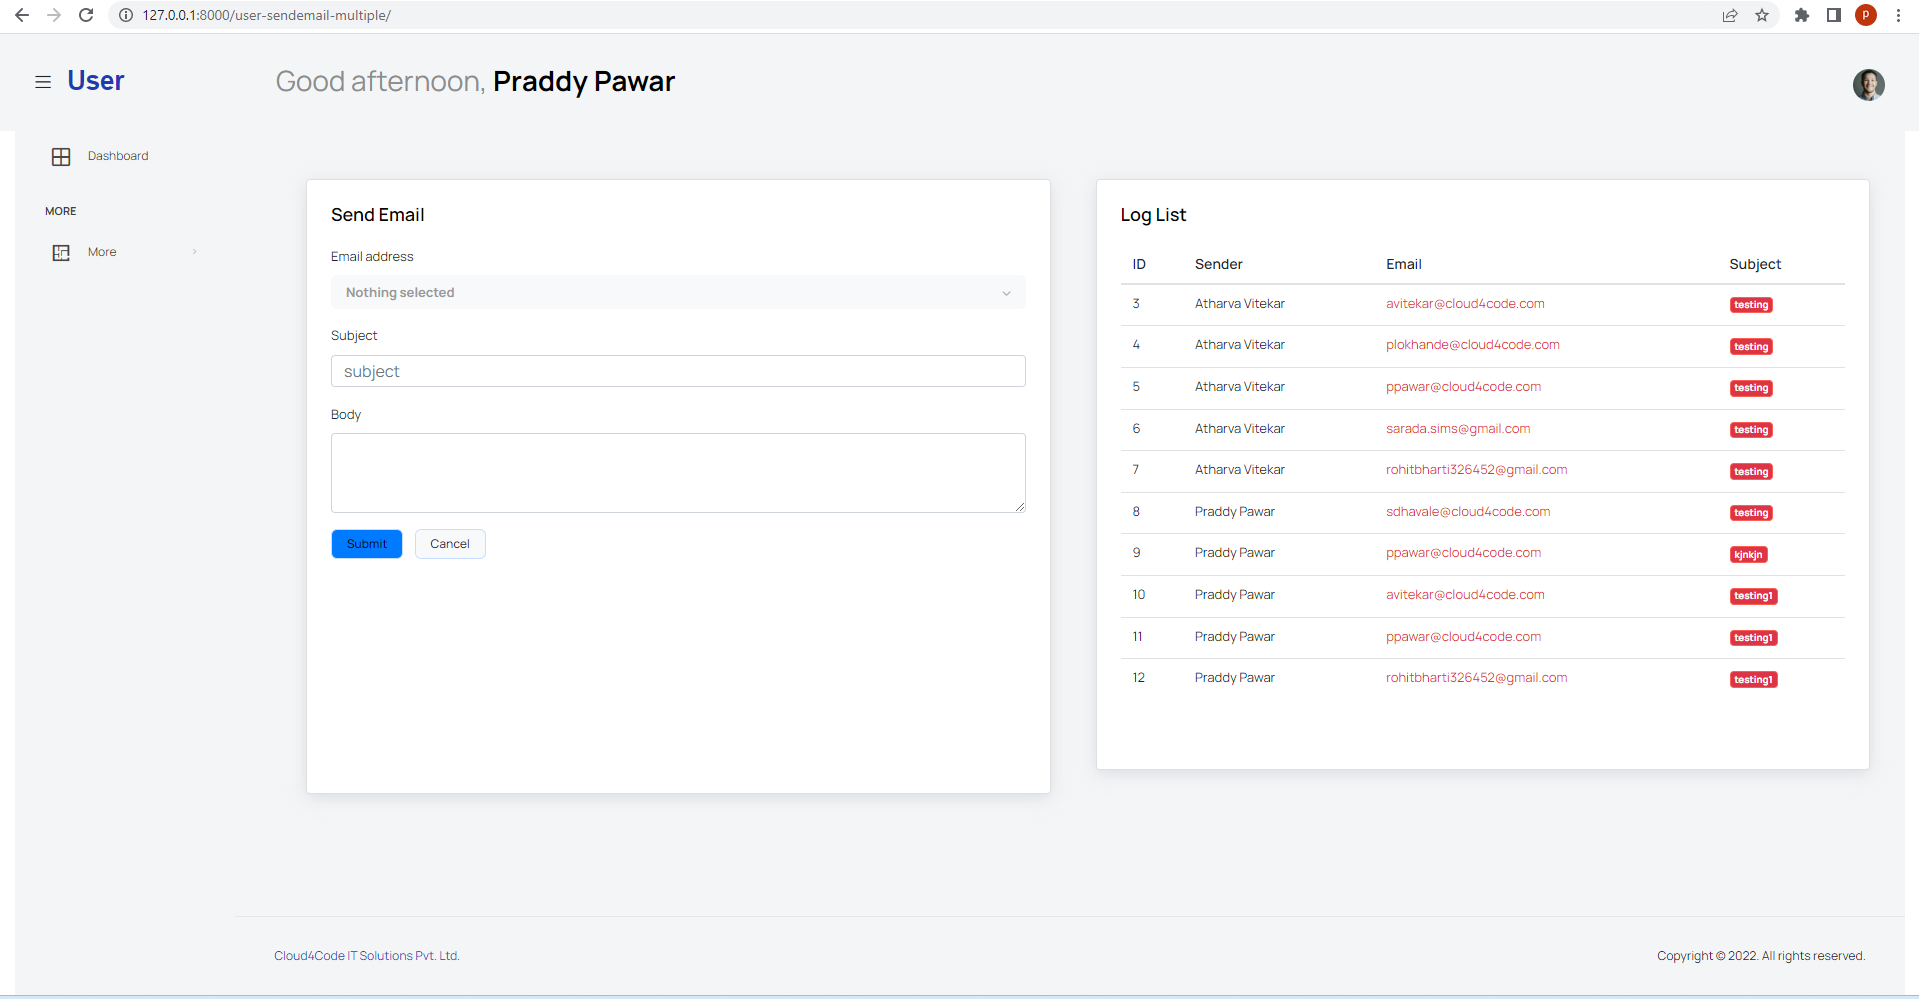 127.0.0.1:8000/user-sendemail-multiple/
P
User
Good afternoon, Praddy Pawar
Dashboard
MORE
More
Send Email
Email address
Nothing selected
Subject
subject
Body
Submit Cancel
Log List
ID Sender Email Subject
3 Atharva Vitekar avitekar@cloud4code.com testing
4 Atharva Vitekar plokhande@cloud4code.com testing
5 Atharva Vitekar ppawar@cloud4code.com testing
6 Atharva Vitekar sarada.sims@gmail.com testing
7 Atharva Vitekar rohitbharti326452@gmail.com testing
8 Praddy Pawar sdhavale@cloud4code.com testing
9 Praddy Pawar ppawar@cloud4code.com kjnkjn
10 Praddy Pawar avitekar@cloud4code.com testing1
11 Praddy Pawar ppawar@cloud4code.com testing1
12 Praddy Pawar rohitbharti326452@gmail.com testing1
Cloud4Code IT Solutions Pvt. Ltd.
Copyright © 2022. All rights reserved.